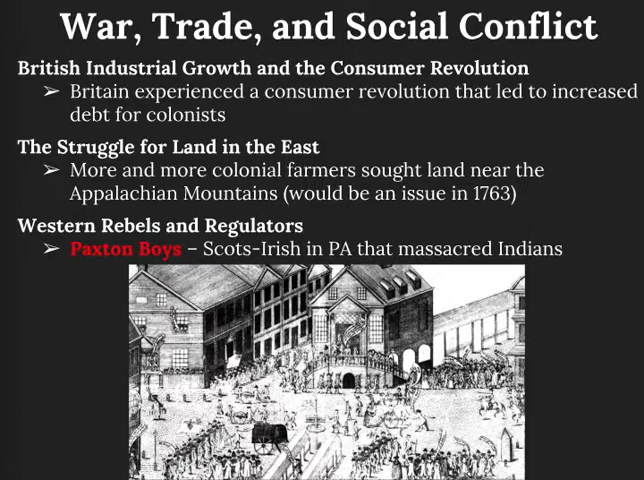 War, Trade, and Social Conflict
British Industrial Growth and the Consumer Revolution
➢ Britain experienced a consumer revolution that led to increased
debt for colonists
The Struggle for Land in the East
➢ More and more colonial farmers sought land near the
Appalachian Mountains (would be an issue in 1763)
Western Rebels and Regulators
➢ Paxton Boys – Scots-Irish in PA that massacred Indians